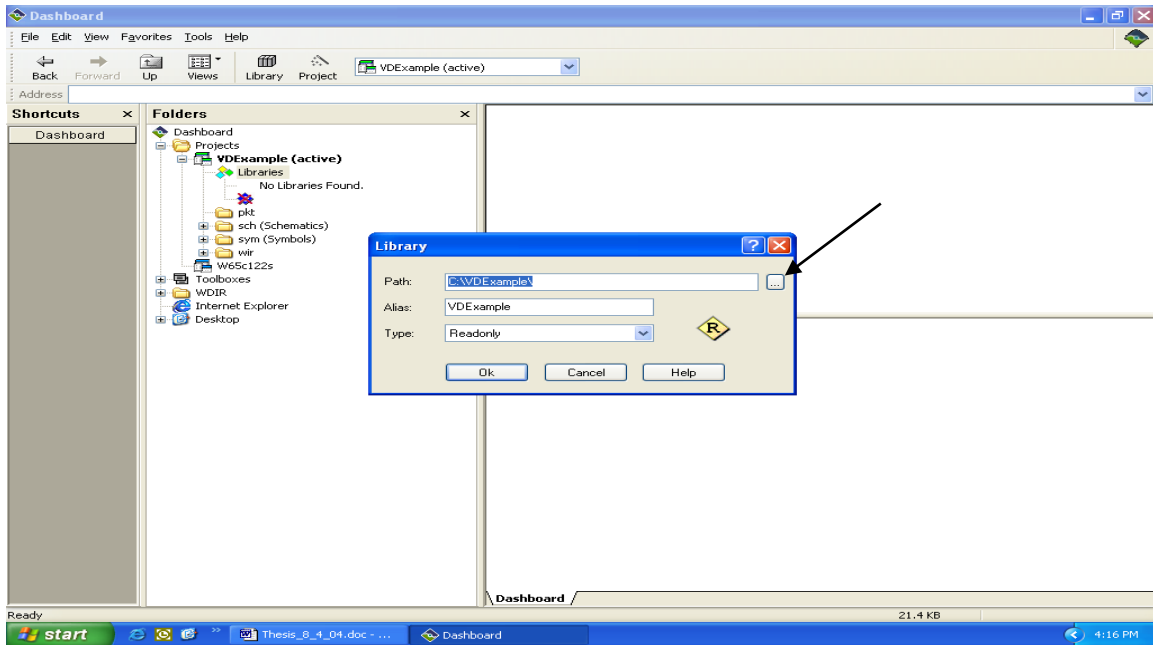 Dashboard
File Edit View Favorites Tools Help
Back Forward Up Views Library Project VDExample (active)
Address
Shortcuts × Folders ×
Dashboard
Dashboard
Projects
VDExample (active)
Libraries
No Libraries Found.
pkt
sch (Schematics)
sym (Symbols)
wir
W65c122s
Toolboxes
WDIR
Internet Explorer
Desktop
Library
Path: C:\VDExample\ ...
Alias: VDExample
Type: Readonly R
Ok Cancel Help
Dashboard
Ready 21.4 KB
start » Thesis_8_4_04.doc - ... Dashboard 4:16 PM